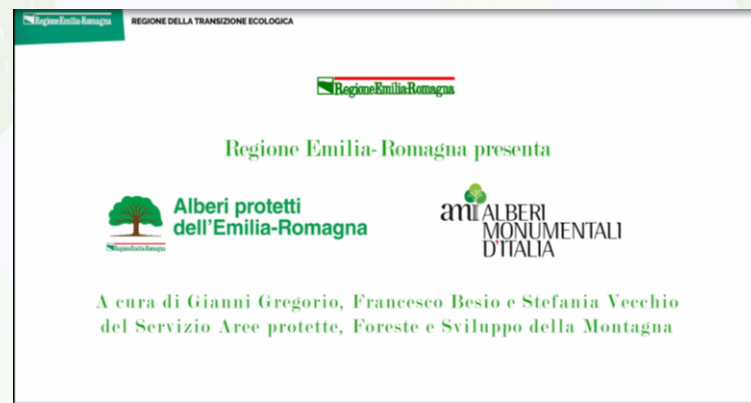 RegioneEmilia-Romagna REGIONE DELLA TRANSIZIONE ECOLOGICA
RegioneEmilia-Romagna
Regione Emilia-Romagna presenta
Alberi protetti
dell'Emilia-Romagna
RegioneEmilia-Romagna
ami ALBERI
MONUMENTALI
D'ITALIA
A cura di Gianni Gregorio, Francesco Besio e Stefania Vecchio
del Servizio Aree protette, Foreste e Sviluppo della Montagna